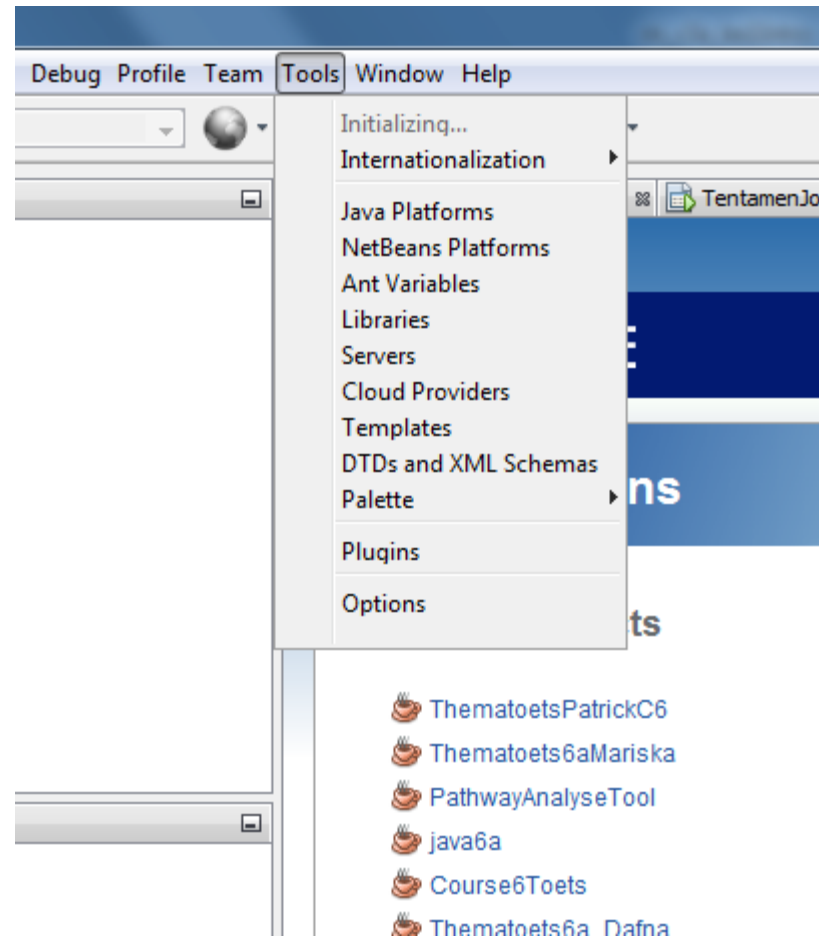 Debug Profile Team Tools Window Help
Initializing...
Internationalization
TentamenJo
Java Platforms
NetBeans Platforms
Ant Variables
Libraries
Servers
Cloud Providers
Templates
DTDs and XML Schemas
Palette
ns
Plugins
Options
ts
ThematoetsPatrickC6
Thematoets6aMariska
PathwayAnalyseTool
java6a
Course6Toets
Thematoets6a_Dafna